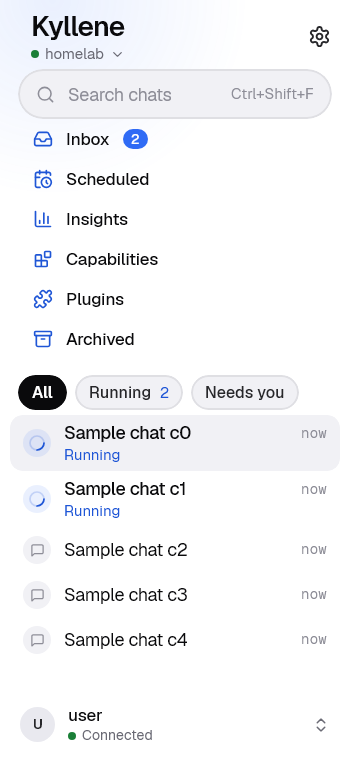 Kyllene
homelab
Search chats Ctrl+Shift+F
Inbox 2
Scheduled
Insights
Capabilities
Plugins
Archived
All Running 2 Needs you
Sample chat c0 now
Running
Sample chat c1 now
Running
Sample chat c2 now
Sample chat c3 now
Sample chat c4 now
U user
Connected